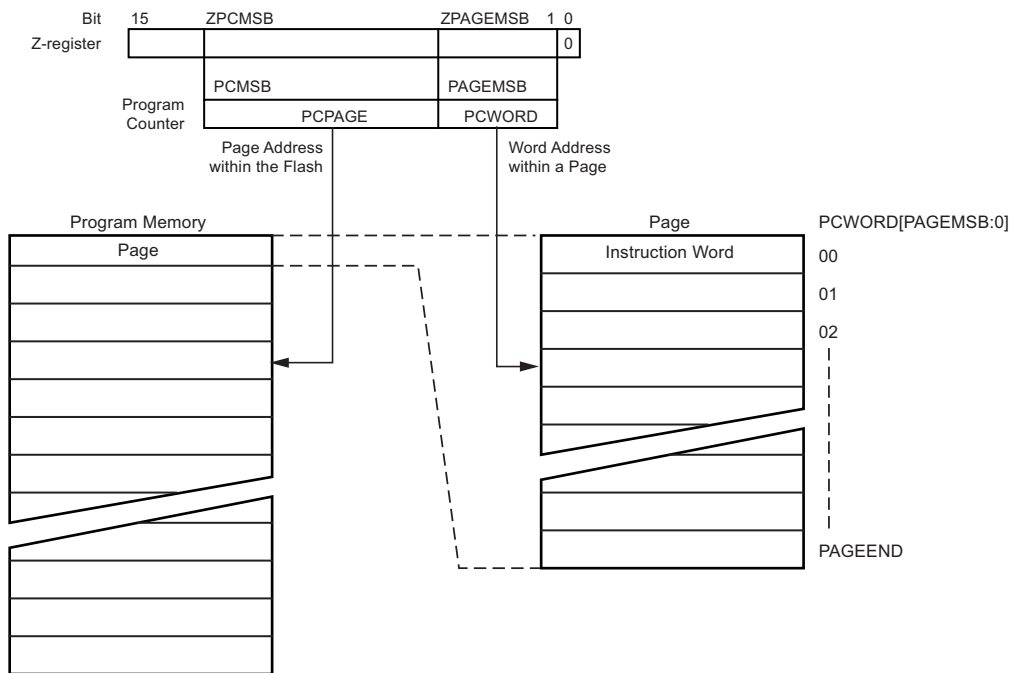 Bit 15 ZPCMSB ZPAGEMSB 1 0
Z-register 0
PCMSB PAGEMSB
Program
Counter
PCPAGE PCWORD
Page Address
within the Flash
Word Address
within a Page
Program Memory
Page
Page
Instruction Word
PCWORD[PAGEMSB:0]
00
01
02
PAGEEND